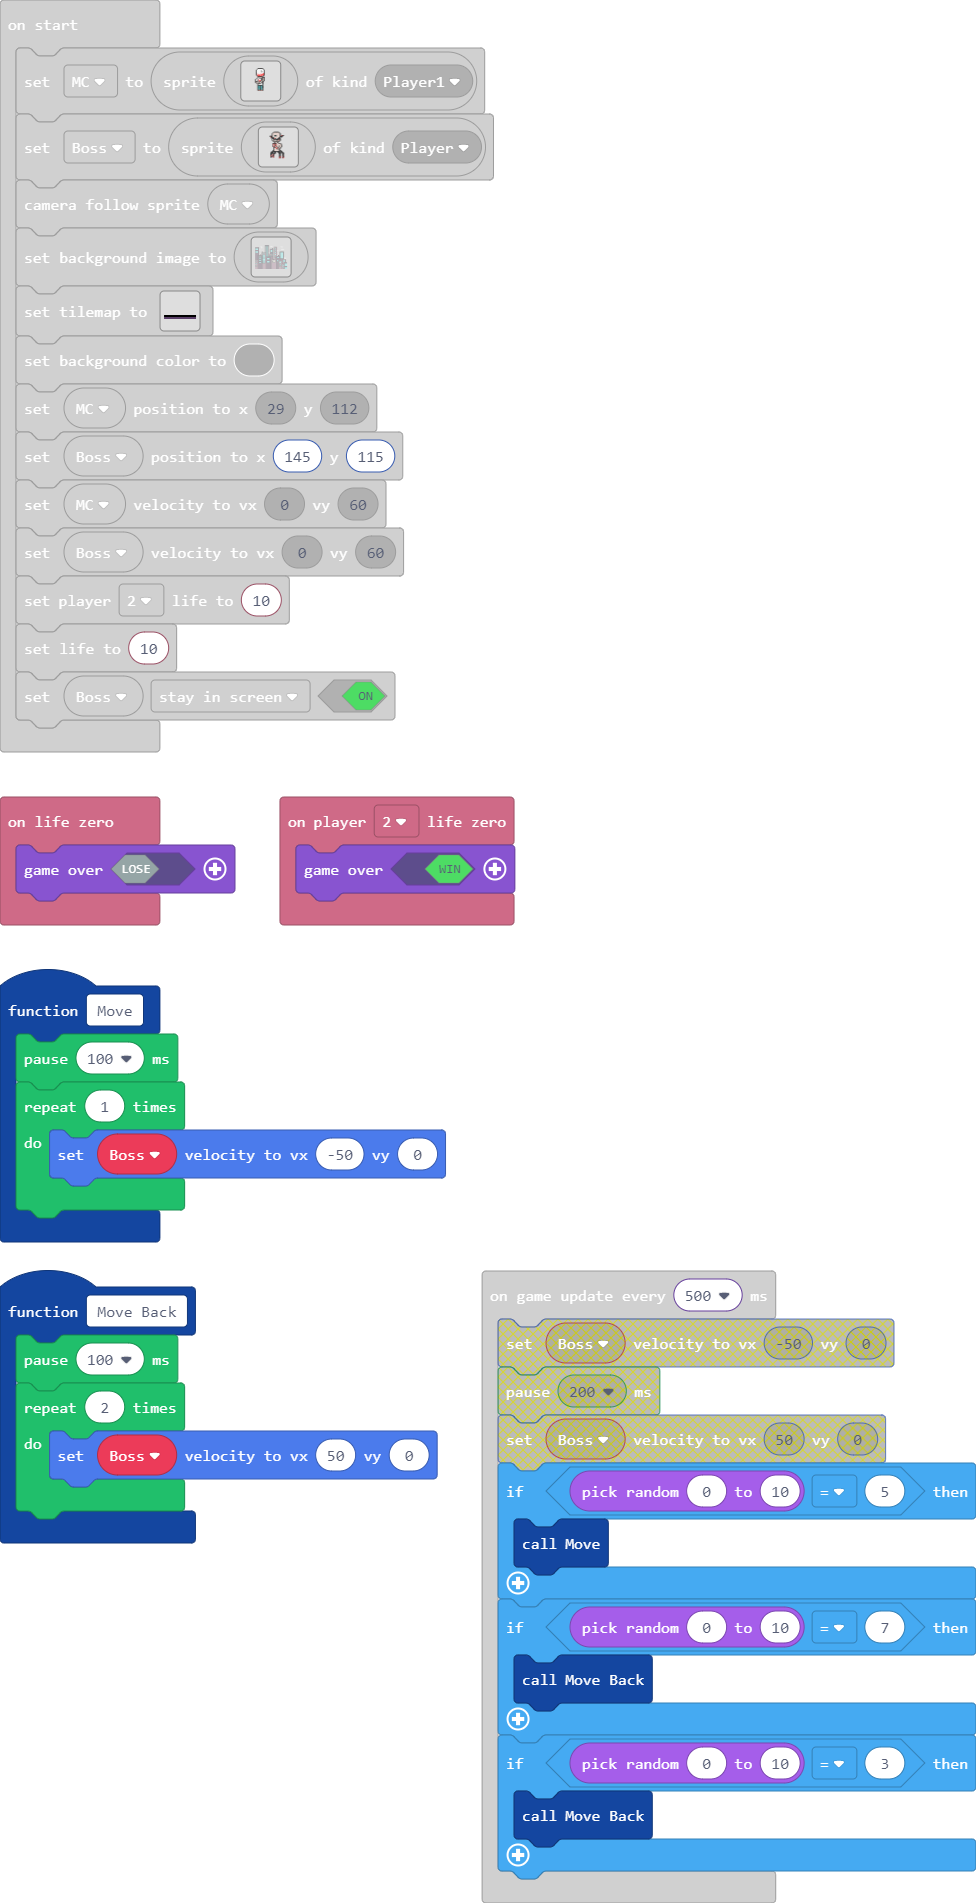 on start
set MC to sprite of kind Player1
set Boss to sprite of kind Player
camera follow sprite MC
set background image to
set tilemap to
set background color to
set MC position to x 29 y 112
set Boss position to x 145 y 115
set MC velocity to vx 0 vy 60
set Boss velocity to vx 0 vy 60
set player 2 life to 10
set life to 10
set Boss stay in screen ON
on life zero
game over LOSE
on player 2 life zero
game over WIN
function Move
pause 100 ms
repeat 1 times
do set Boss velocity to vx -50 vy 0
function Move Back
pause 100 ms
repeat 2 times
do set Boss velocity to vx 50 vy 0
on game update every 500 ms
set Boss velocity to vx -50 vy 0
pause 200 ms
set Boss velocity to vx 50 vy 0
if pick random 0 to 10 = 5 then
call Move
if pick random 0 to 10 = 7 then
call Move Back
if pick random 0 to 10 = 3 then
call Move Back